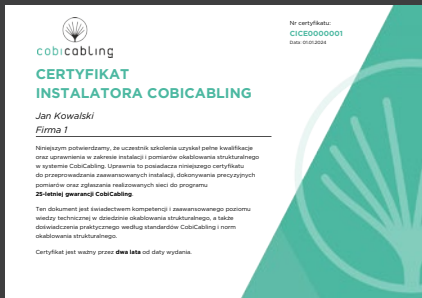 cobicabling
Nr certyfikatu:
CICE0000001
Data: 01.01.2024
CERTYFIKAT
INSTALATORA COBICABLING
Jan Kowalski
Firma 1
Niniejszym potwierdzamy, że uczestnik szkolenia uzyskał pełne kwalifikacje
oraz uprawnienia w zakresie instalacji i pomiarów okablowania strukturalnego
w systemie CobiCabling. Uprawnia to posiadacza niniejszego certyfikatu
do przeprowadzania zaawansowanych instalacji, dokonywania precyzyjnych
pomiarów oraz zgłaszania realizowanych sieci do programu
25-letniej gwarancji CobiCabling.
Ten dokument jest świadectwem kompetencji i zaawansowanego poziomu
wiedzy technicznej w dziedzinie okablowania strukturalnego, a także
doświadczenia praktycznego według standardów CobiCabling i norm
okablowania strukturalnego.
Certyfikat jest ważny przez dwa lata od daty wydania.